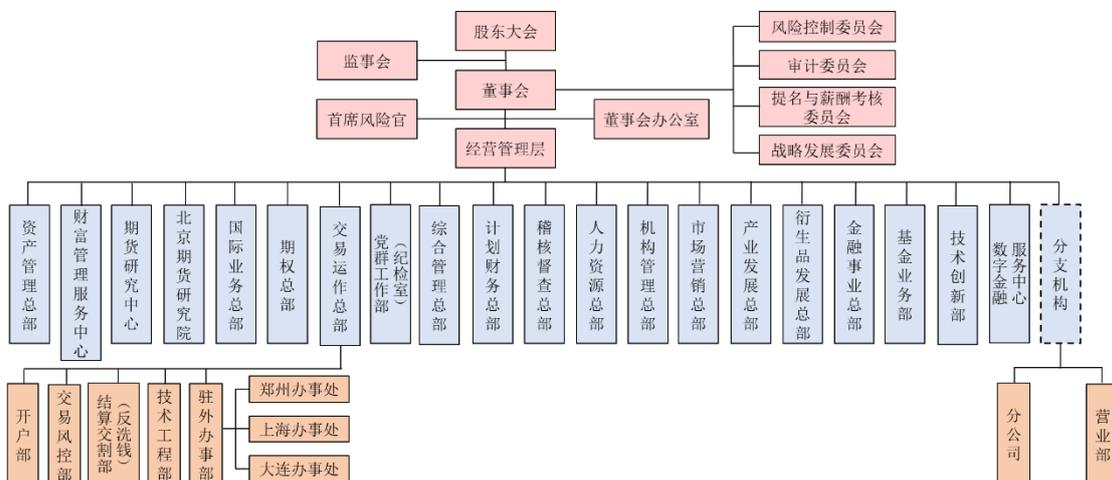 股东大会
监事会
董事会
首席风险官
董事会办公室
经营管理层
风险控制委员会
审计委员会
提名与薪酬考核
委员会
战略发展委员会
资产管理总部
财富管理服务中心
期货研究中心
北京期货研究院
国际业务总部
期权总部
交易运作总部
党群工作部
（纪检室）
综合管理总部
计划财务总部
稽核督查总部
人力资源总部
机构管理总部
市场营销总部
产业发展总部
衍生品发展总部
金融事业总部
基金业务部
技术创新部
数字金融
服务中心
分支机构
开户部
交易风控部
结算交割部
（反洗钱）
技术工程部
驻外办事部
郑州办事处
上海办事处
大连办事处
分公司
营业部